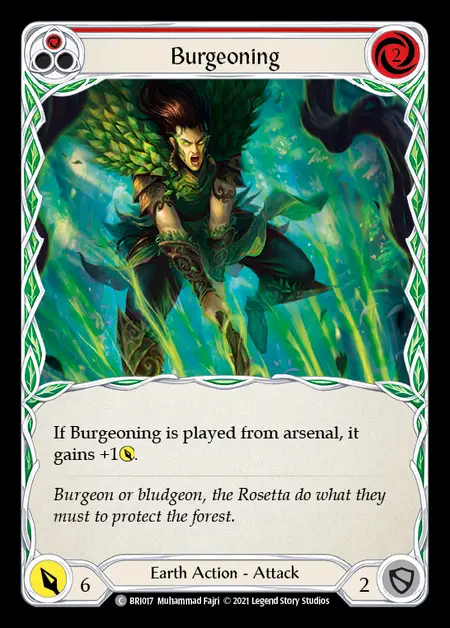 Burgeoning
2
If Burgeoning is played from arsenal, it
gains +1.
Burgeon or bludgeon, the Rosetta do what they
must to protect the forest.
6
Earth Action - Attack
2
C BRI017 Muhammad Fajri © 2021 Legend Story Studios